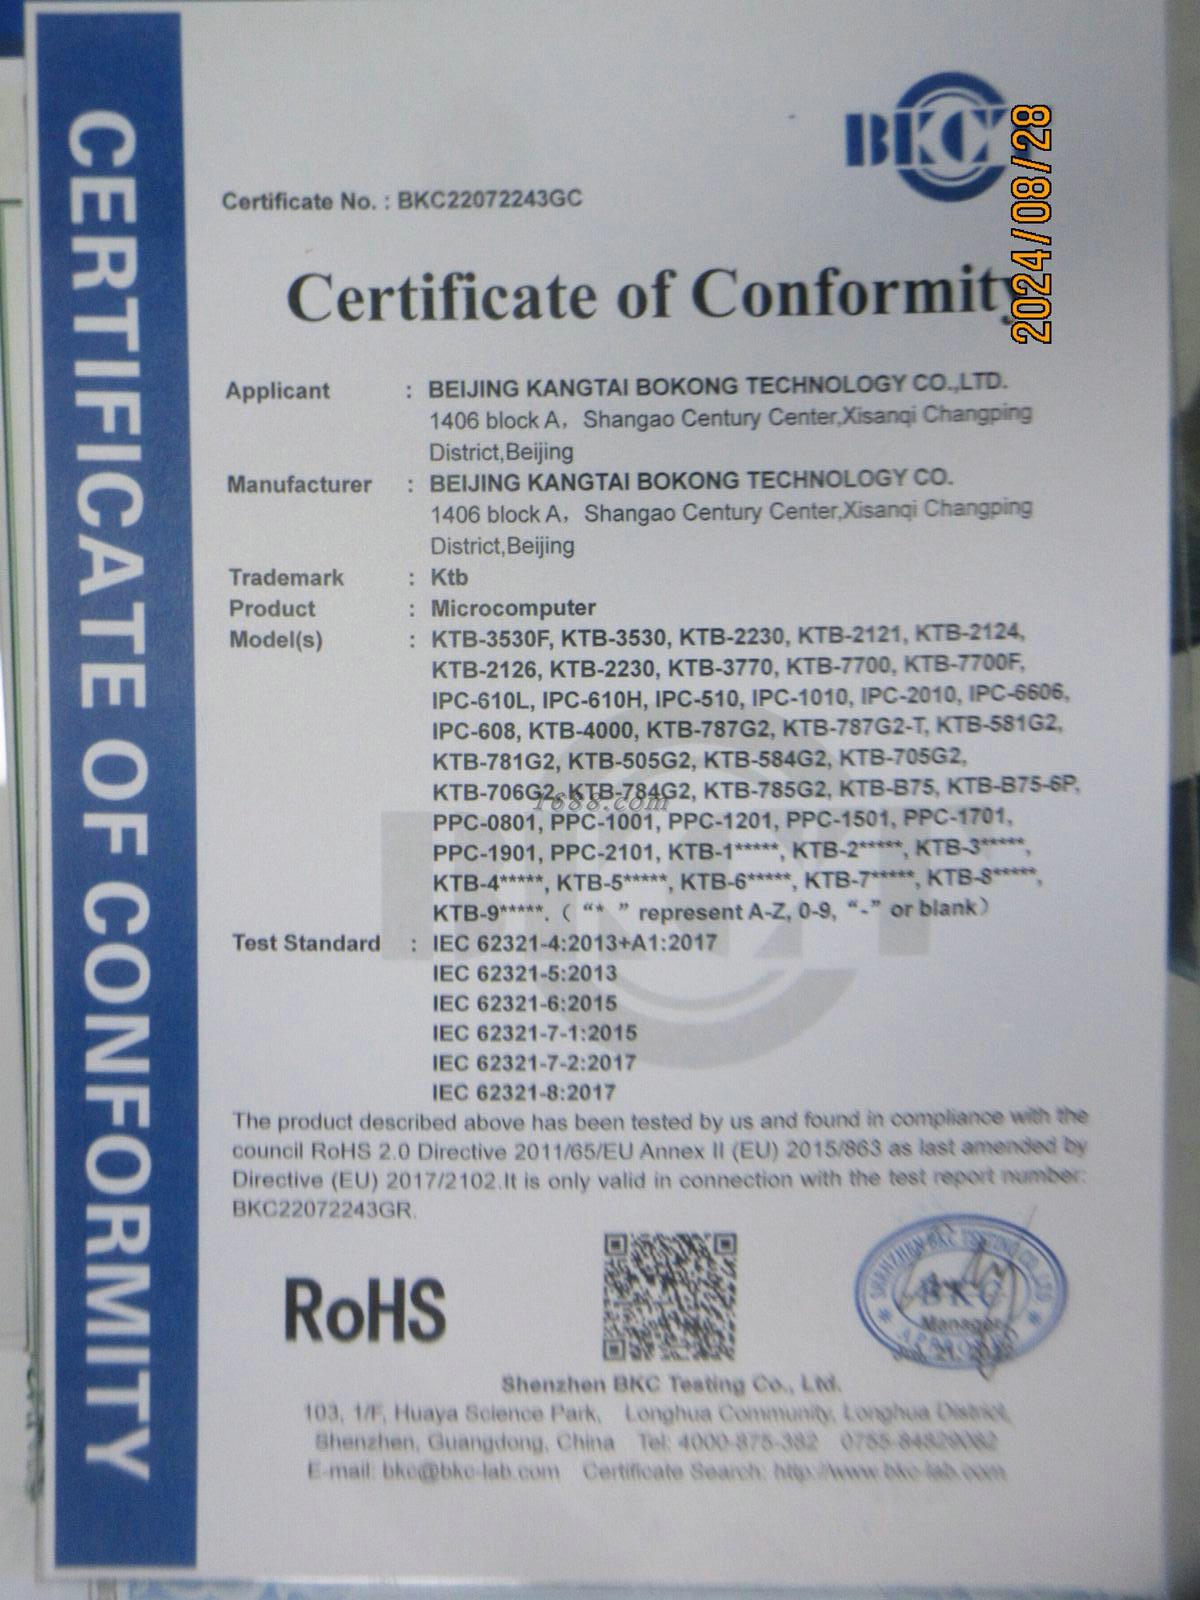 CERTIFICATE OF CONFORMITY
BKC
2024/08/28
Certificate No. : BKC22072243GC
Certificate of Conformity
Applicant : BEIJING KANGTAI BOKONG TECHNOLOGY CO.,LTD.
1406 block A, Shangao Century Center,Xisanqi Changping
District,Beijing
Manufacturer : BEIJING KANGTAI BOKONG TECHNOLOGY CO.
1406 block A, Shangao Century Center,Xisanqi Changping
District,Beijing
Trademark : Ktb
Product : Microcomputer
Model(s) : KTB-3530F, KTB-3530, KTB-2230, KTB-2121, KTB-2124,
KTB-2126, KTB-2230, KTB-3770, KTB-7700, KTB-7700F,
IPC-610L, IPC-610H, IPC-510, IPC-1010, IPC-2010, IPC-6606,
IPC-608, KTB-4000, KTB-787G2, KTB-787G2-T, KTB-581G2,
KTB-781G2, KTB-505G2, KTB-584G2, KTB-705G2,
KTB-706G2, KTB-784G2, KTB-785G2, KTB-B75, KTB-B75-6P,
1688.com
PPC-0801, PPC-1001, PPC-1201, PPC-1501, PPC-1701,
PPC-1901, PPC-2101, KTB-1*****, KTB-2*****, KTB-3*****,
KTB-4*****, KTB-5*****, KTB-6*****, KTB-7*****, KTB-8*****,
KTB-9*****. ( “* ” represent A-Z, 0-9, “-” or blank)
Test Standard : IEC 62321-4:2013+A1:2017
IEC 62321-5:2013
IEC 62321-6:2015
IEC 62321-7-1:2015
IEC 62321-7-2:2017
IEC 62321-8:2017
The product described above has been tested by us and found in compliance with the
council RoHS 2.0 Directive 2011/65/EU Annex II (EU) 2015/863 as last amended by
Directive (EU) 2017/2102.It is only valid in connection with the test report number:
BKC22072243GR.
RoHS
SHENZHEN BKC TESTING CO., LTD
BKC
Manager
Shenzhen BKC Testing Co., Ltd.
103, 1/F, Huaya Science Park, Longhua Community, Longhua District,
Shenzhen, Guangdong, China Tel: 4000-875-382 0755-84829062
E-mail: bkc@bkc-lab.com Certificate Search: http://www.bkc-lab.com